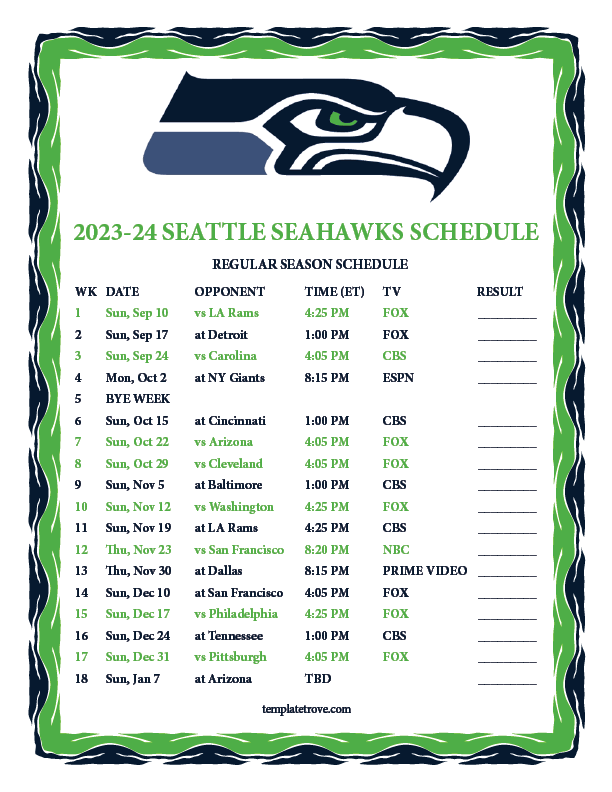 2023-24 SEATTLE SEAHAWKS SCHEDULE
REGULAR SEASON SCHEDULE
WK DATE OPPONENT TIME (ET) TV RESULT
1 Sun, Sep 10 vs LA Rams 4:25 PM FOX
2 Sun, Sep 17 at Detroit 1:00 PM FOX
3 Sun, Sep 24 vs Carolina 4:05 PM CBS
4 Mon, Oct 2 at NY Giants 8:15 PM ESPN
5 BYE WEEK
6 Sun, Oct 15 at Cincinnati 1:00 PM CBS
7 Sun, Oct 22 vs Arizona 4:05 PM FOX
8 Sun, Oct 29 vs Cleveland 4:05 PM FOX
9 Sun, Nov 5 at Baltimore 1:00 PM CBS
10 Sun, Nov 12 vs Washington 4:25 PM FOX
11 Sun, Nov 19 at LA Rams 4:25 PM CBS
12 Thu, Nov 23 vs San Francisco 8:20 PM NBC
13 Thu, Nov 30 at Dallas 8:15 PM PRIME VIDEO
14 Sun, Dec 10 at San Francisco 4:05 PM FOX
15 Sun, Dec 17 vs Philadelphia 4:25 PM FOX
16 Sun, Dec 24 at Tennessee 1:00 PM CBS
17 Sun, Dec 31 vs Pittsburgh 4:05 PM FOX
18 Sun, Jan 7 at Arizona TBD
templatetrove.com